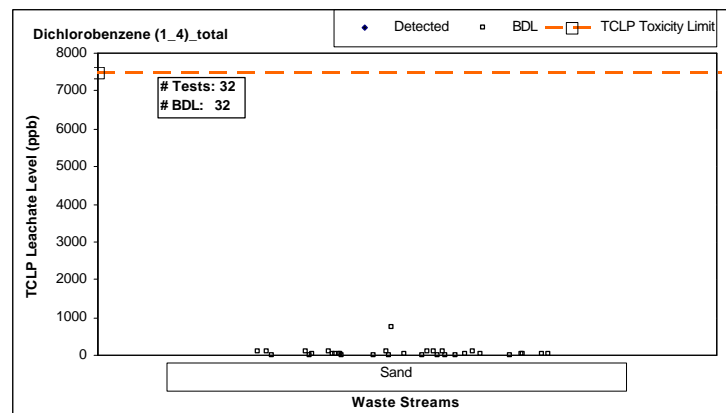 Dichlorobenzene (1_4)_total
Detected BDL TCLP Toxicity Limit
8000
7000
6000
5000
4000
3000
2000
1000
0
# Tests: 32
# BDL: 32
TCLP Leachate Level (ppb)
Sand
Waste Streams